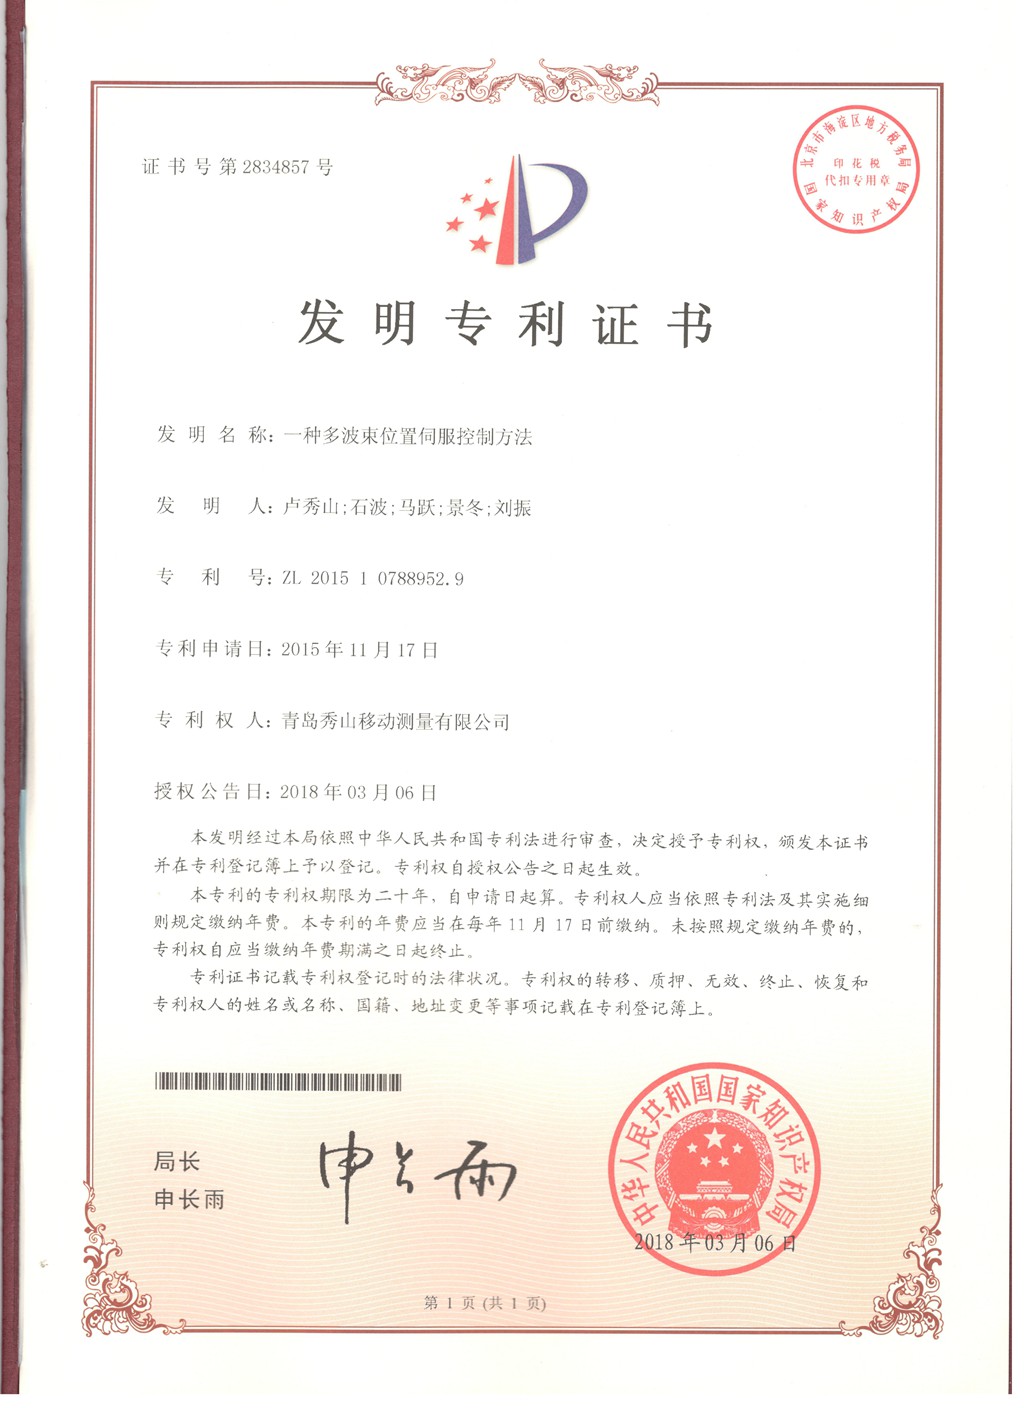 证书号第2834857号
北京市海淀区地方税务局
印花税
代扣专用章
国家知识产权局
发明专利证书
发明名称：一种多波束位置伺服控制方法
发明人：卢秀山;石波;马跃;景冬;刘振
专利号：ZL 2015 1 0788952.9
专利申请日：2015年11月17日
专利权人：青岛秀山移动测量有限公司
授权公告日：2018年03月06日
本发明经过本局依照中华人民共和国专利法进行审查，决定授予专利权，颁发本证书
并在专利登记簿上予以登记。专利权自授权公告之日起生效。
本专利的专利权期限为二十年，自申请日起算。专利权人应当依照专利法及其实施细
则规定缴纳年费。本专利的年费应当在每年11月17日前缴纳。未按照规定缴纳年费的，
专利权自应当缴纳年费期满之日起终止。
专利证书记载专利权登记时的法律状况。专利权的转移、质押、无效、终止、恢复和
专利权人的姓名或名称、国籍、地址变更等事项记载在专利登记簿上。
局长
申长雨
申长雨
中华人民共和国国家知识产权局
2018年03月06日
第1页(共1页)